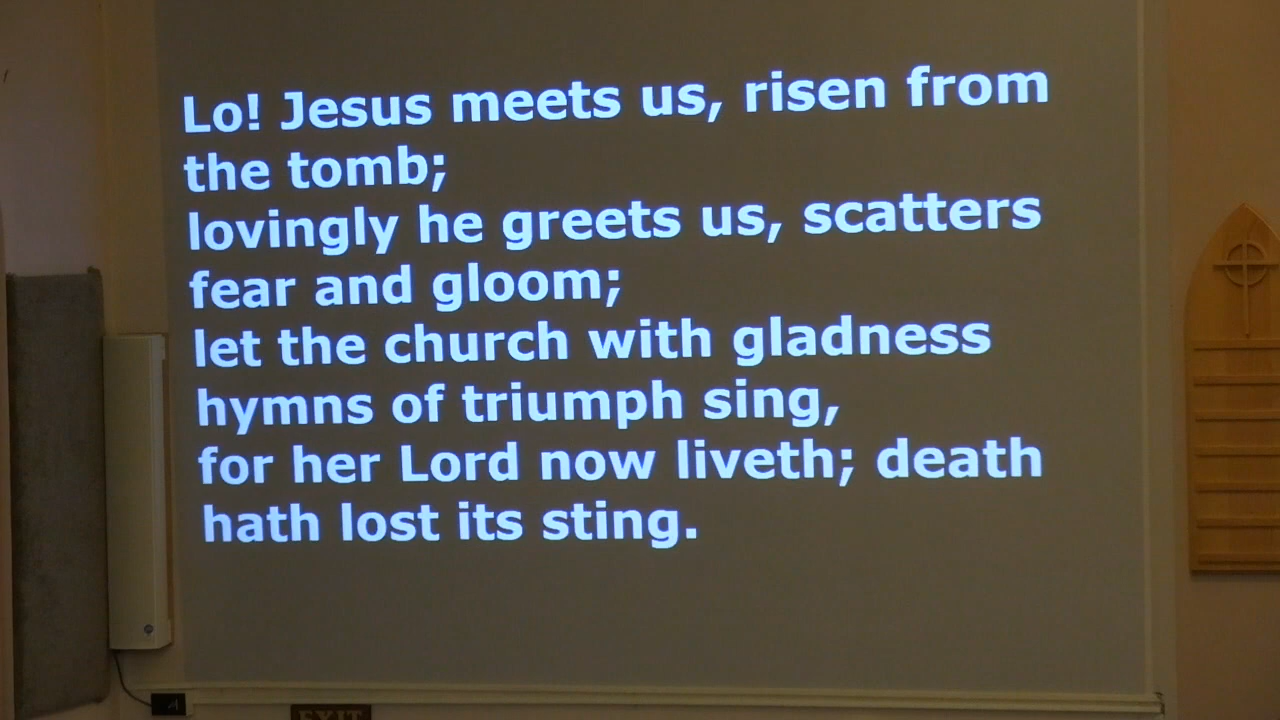 Lo! Jesus meets us, risen from
the tomb;
lovingly he greets us, scatters
fear and gloom;
let the church with gladness
hymns of triumph sing,
for her Lord now liveth; death
hath lost its sting.
EXIT